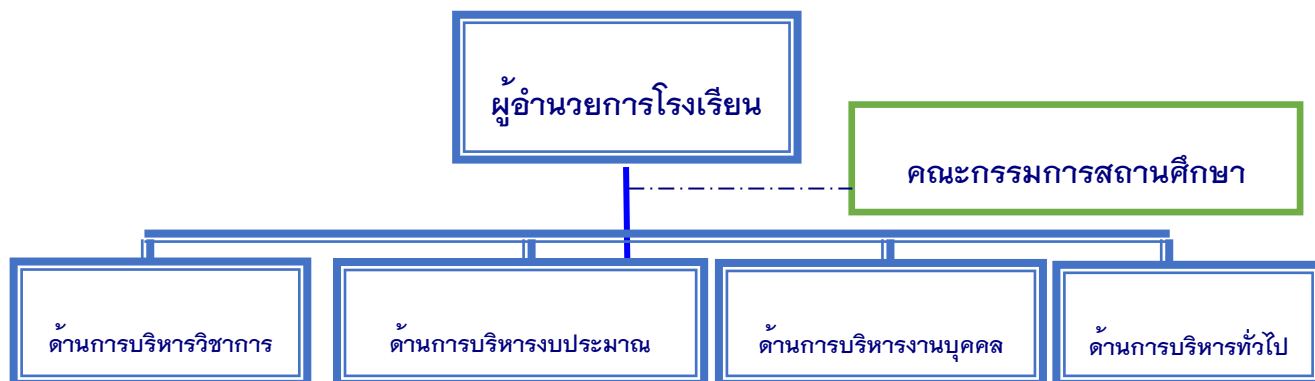 ผู้อำนวยการโรงเรียน
คณะกรรมการสถานศึกษา
ด้านการบริหารวิชาการ
ด้านการบริหารงบประมาณ
ด้านการบริหารงานบุคคล
ด้านการบริหารทั่วไป